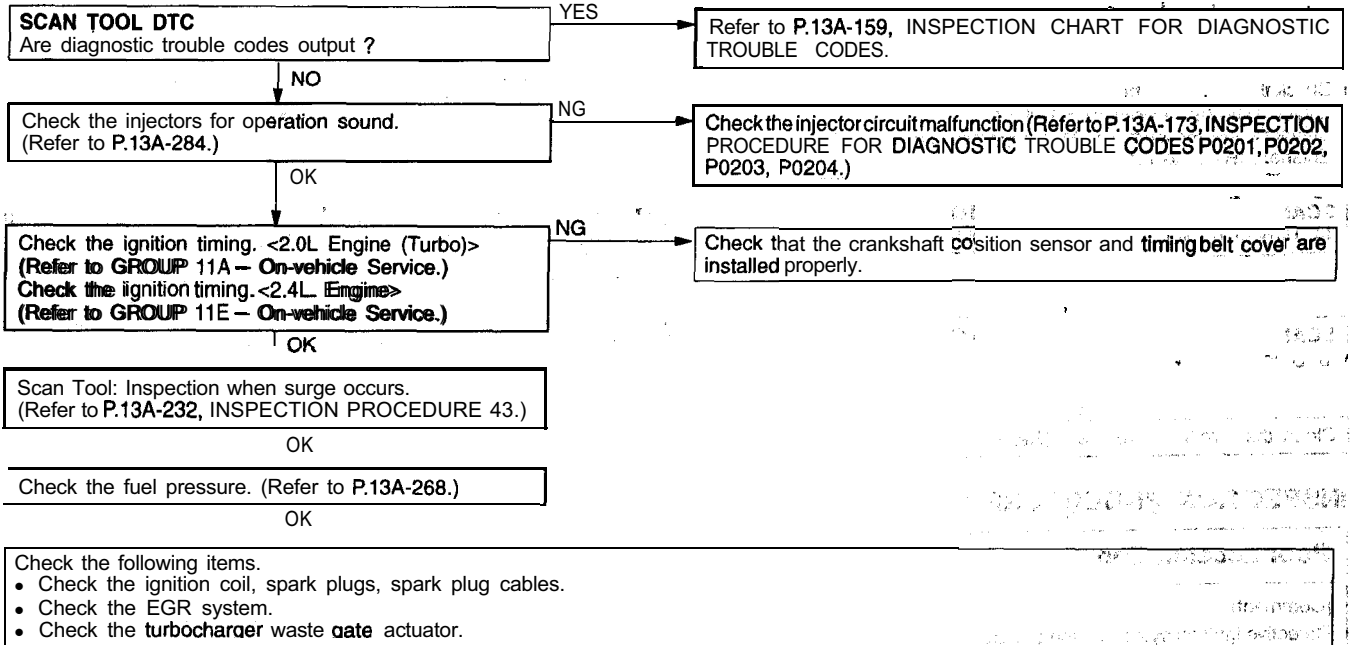 SCAN TOOL DTC
Are diagnostic trouble codes output ?
YES
Refer to P.13A-159, INSPECTION CHART FOR DIAGNOSTIC
TROUBLE CODES.
NO
Check the injectors for operation sound.
(Refer to P.13A-284.)
NG
Check the injector circuit malfunction (Refer to P.13A-173, INSPECTION
PROCEDURE FOR DIAGNOSTIC TROUBLE CODES P0201, P0202,
P0203, P0204.)
OK
Check the ignition timing. <2.0L Engine (Turbo)>
(Refer to GROUP 11A – On-vehicle Service.)
Check the ignition timing. <2.4L Engine>
(Refer to GROUP 11E – On-vehicle Service.)
NG
Check that the crankshaft cosition sensor and timing belt cover are
installed properly.
OK
Scan Tool: Inspection when surge occurs.
(Refer to P.13A-232, INSPECTION PROCEDURE 43.)
OK
Check the fuel pressure. (Refer to P.13A-268.)
OK
Check the following items.
• Check the ignition coil, spark plugs, spark plug cables.
• Check the EGR system.
• Check the turbocharger waste gate actuator.